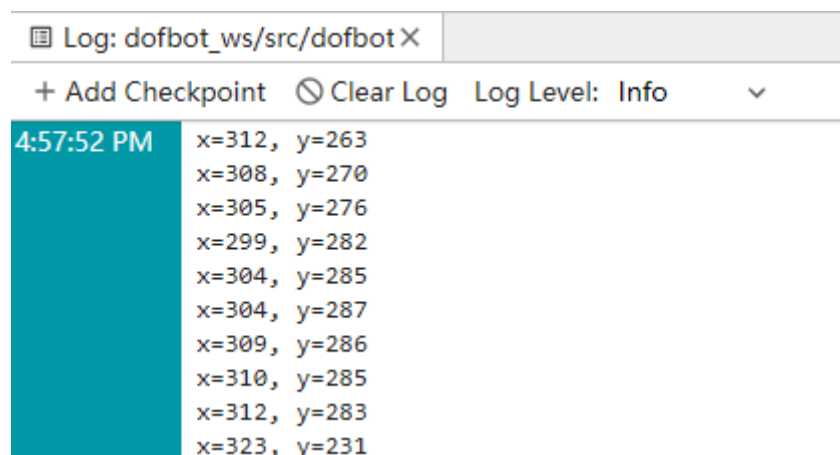 Log: dofbot_ws/src/dofbot
Add Checkpoint Clear Log Log Level: Info
4:57:52 PM x=312, y=263
x=308, y=270
x=305, y=276
x=299, y=282
x=304, y=285
x=304, y=287
x=309, y=286
x=310, y=285
x=312, y=283
x=323, y=231